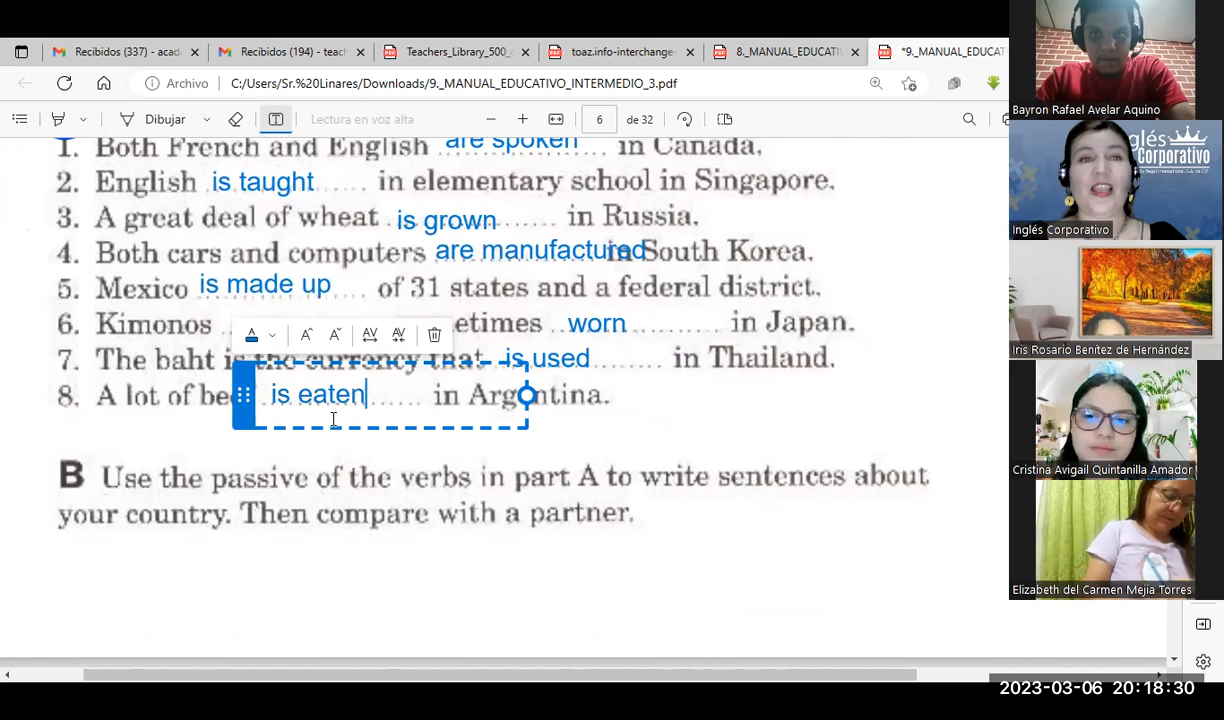 Recibidos (337) - acad
Recibidos (194) - teach
Teachers_Library_500_
toaz.info-interchange-
8._MANUAL_EDUCATIV
*9._MANUAL_EDUCAT
Archivo
C:/Users/Sr.%20Linares/Downloads/9._MANUAL_EDUCATIVO_INTERMEDIO_3.pdf
Dibujar
Lectura en voz alta
6
de 32
1. Both French and English are spoken in Canada.
2. English is taught in elementary school in Singapore.
3. A great deal of wheat is grown in Russia.
4. Both cars and computers are manufactured in South Korea.
5. Mexico is made up of 31 states and a federal district.
6. Kimonos etimes worn in Japan.
7. The baht is the currency that is used in Thailand.
8. A lot of bee is eaten in Argentina.
B Use the passive of the verbs in part A to write sentences about
your country. Then compare with a partner.
Bayron Rafael Avelar Aquino
Inglés
Corporativo
Inglés Corporativo
Iris Rosario Benítez de Hernández
Cristina Avigail Quintanilla Amador
Elizabeth del Carmen Mejia Torres
2023-03-06 20:18:30